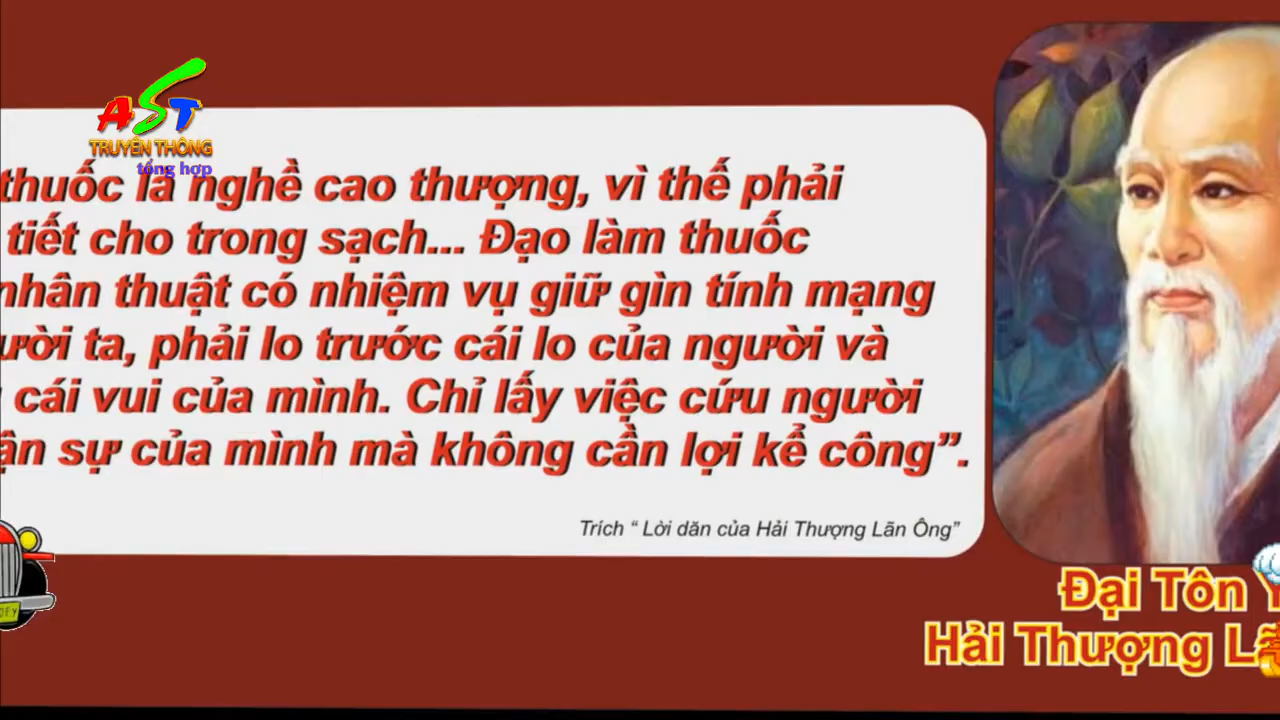 AST
TRUYỀN THÔNG
tổng hợp
thuốc là nghề cao thượng, vì thế phải
tiết cho trong sạch... Đạo làm thuốc
nhân thuật có nhiệm vụ giữ gìn tính mạng
ười ta, phải lo trước cái lo của người và
cái vui của mình. Chỉ lấy việc cứu người
ận sự của mình mà không cần lợi kể công”.
Trích “ Lời dăn của Hải Thượng Lãn Ông”
Đại Tôn
Hải Thượng